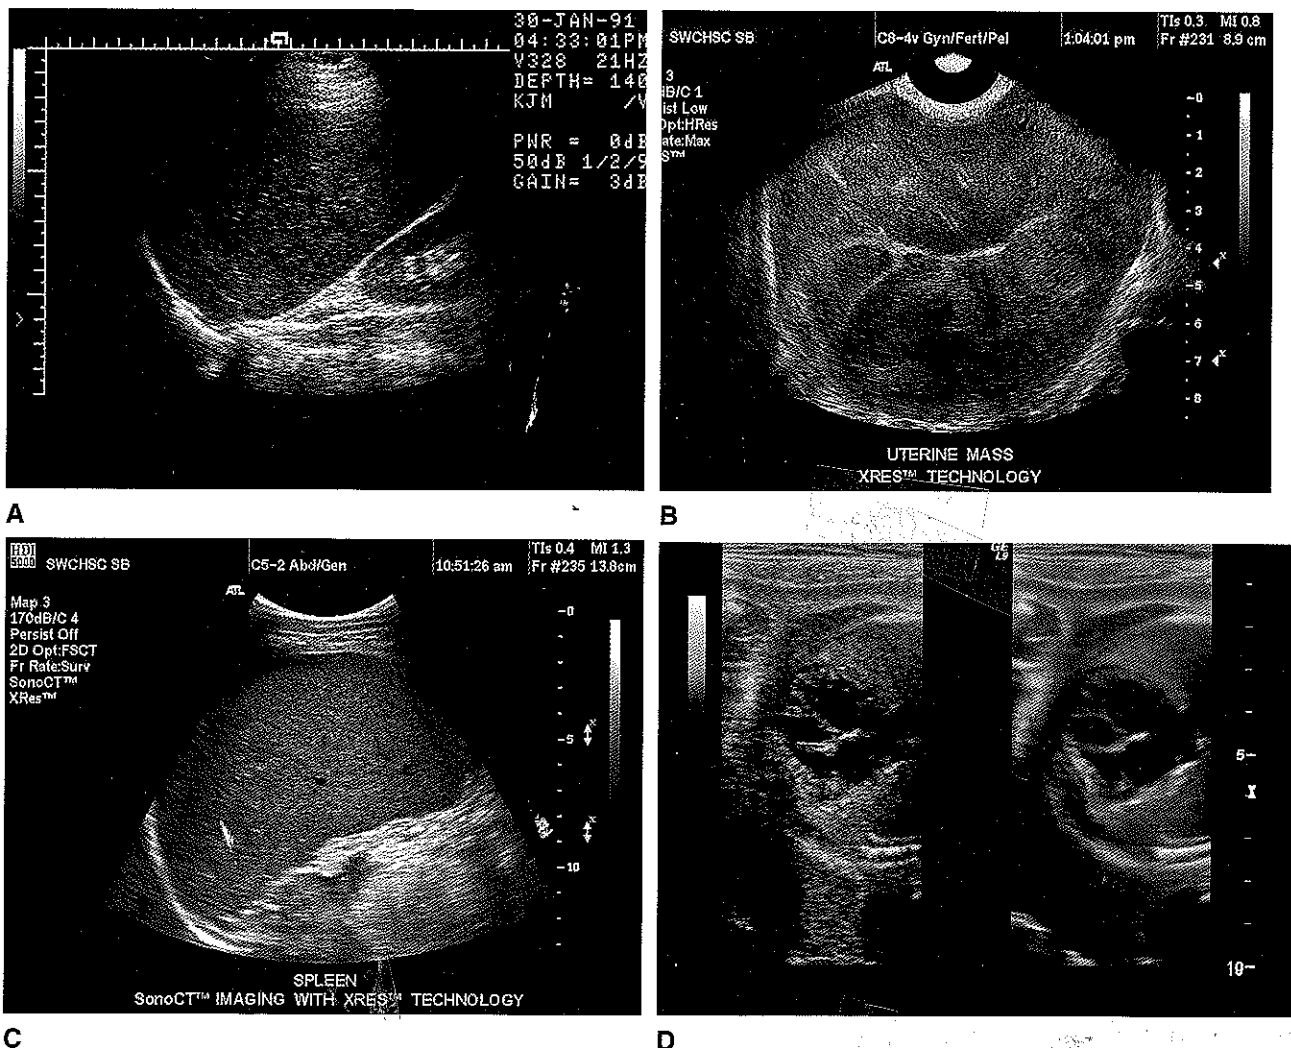 30-JAN-91
04:33:01PM
V328 21HZ
DEPTH= 140
KJM /V
PWR = 0dB
50dB 1/2/9
GAIN= 3dB
A
SWCHSC SB
C8-4v Gyn/Fert/Pel
1:04:01 pm
TIs 0.3 MI 0.8
Fr #231 8.9 cm
ATL
3
IB/C 1
ist Low
Opt:HRes
ate:Max
S™
0
1
2
3
4
5
6
7
8
x
x
UTERINE MASS
XRES™ TECHNOLOGY
B
HDI
5000
SWCHSC SB
C5-2 Abd/Gen
10:51:26 am
TIs 0.4 MI 1.3
Fr #235 13.8cm
ATL
Map 3
170dB/C 4
Persist Off
2D Opt:FSCT
Fr Rate:Surv
SonoCT™
XRes™
0
5
10
x
x
SPLEEN
SonoCT™ IMAGING WITH XRES™ TECHNOLOGY
C
GE
L9
5
10
D